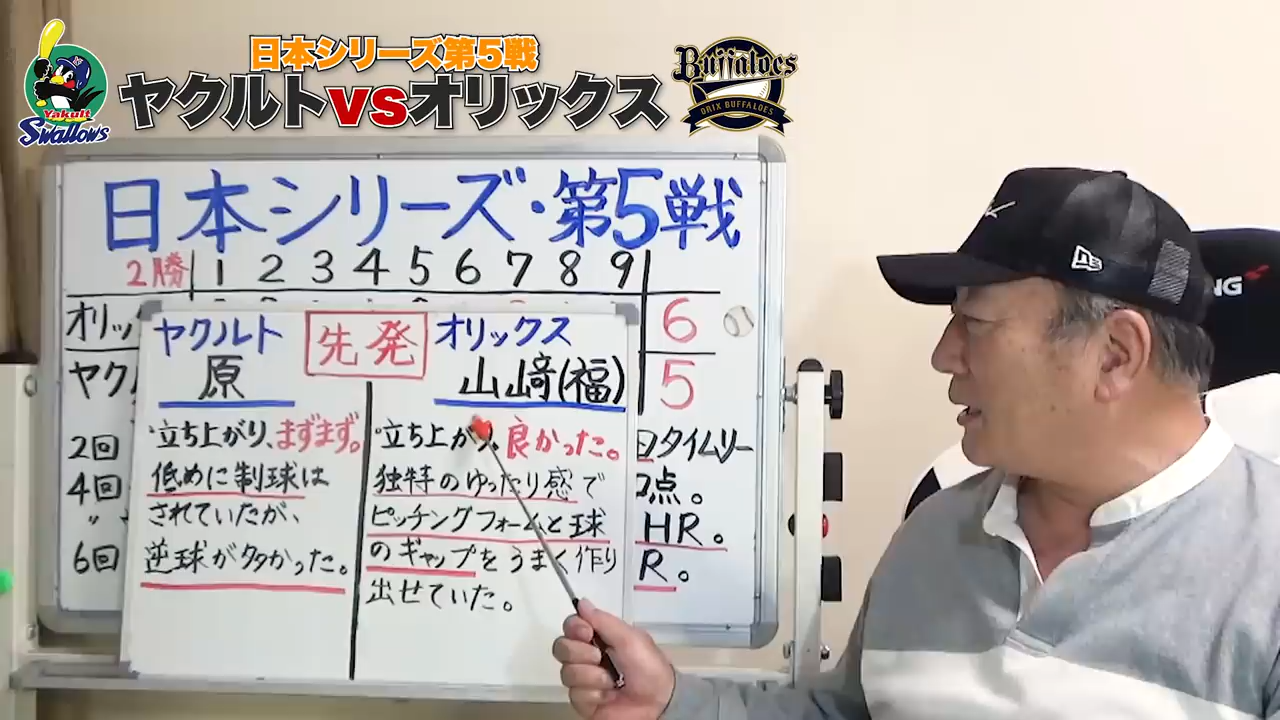 日本シリーズ第5戦
ヤクルトvsオリックス
Yakult
Swallows
Buffaloes
ORIX BUFFALOES
日本シリーズ・第5戦
2勝 1 2 3 4 5 6 7 8 9
オリッ 6
ヤクル 5
2回
4回
〃
6回
タイムリー
点。
HR。
R。
ヤクルト 先発 オリックス
原 山﨑(福)
・立ち上がり、まずまず。
低めに制球は
されていたが、
逆球が多かった。
・立ち上がり、良かった。
独特のゆったり感で
ピッチングフォームと球
のギャップをうまく作り
出せていた。
NG